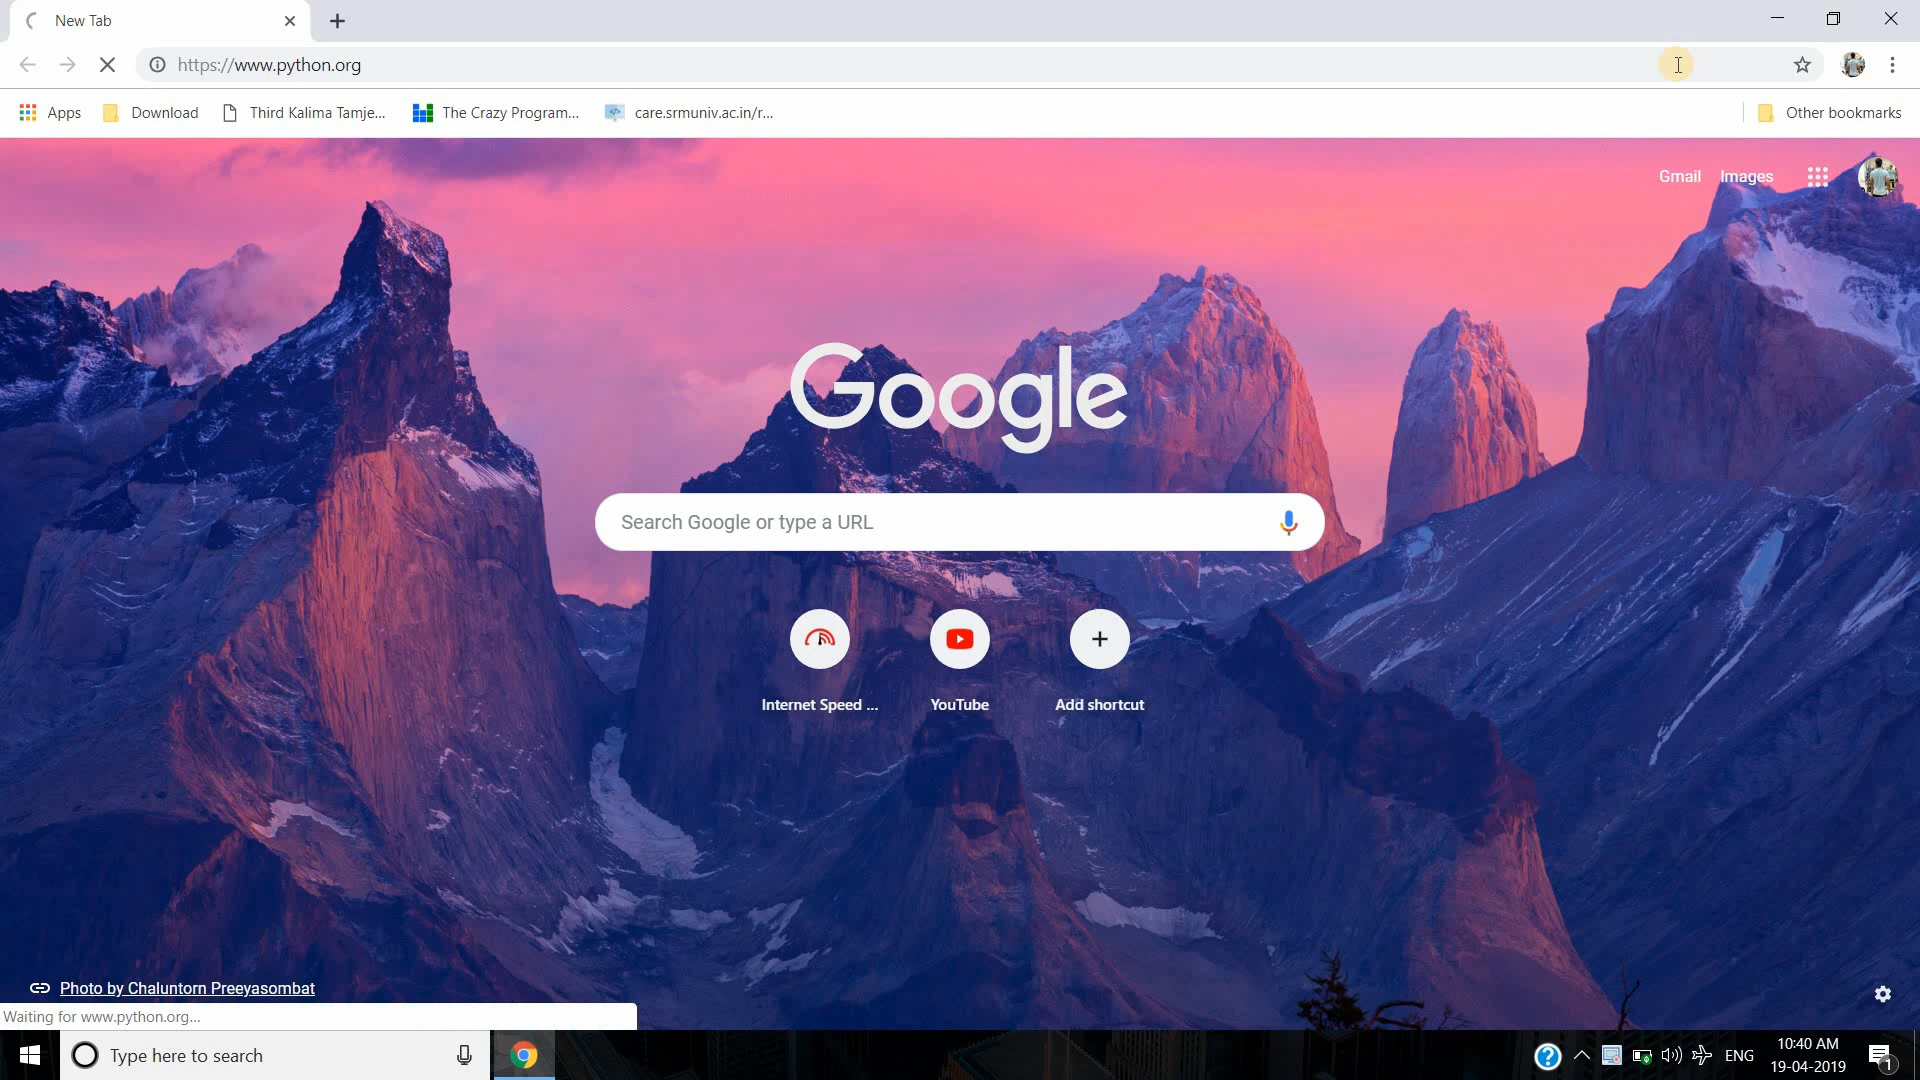 New Tab
https://www.python.org
Apps
Download
Third Kalima Tamje...
The Crazy Program...
care.srmuniv.ac.in/r...
Other bookmarks
Gmail
Images
Google
Search Google or type a URL
Internet Speed ...
YouTube
Add shortcut
Photo by Chaluntorn Preeyasombat
Waiting for www.python.org...
Type here to search
ENG
10:40 AM
19-04-2019
1